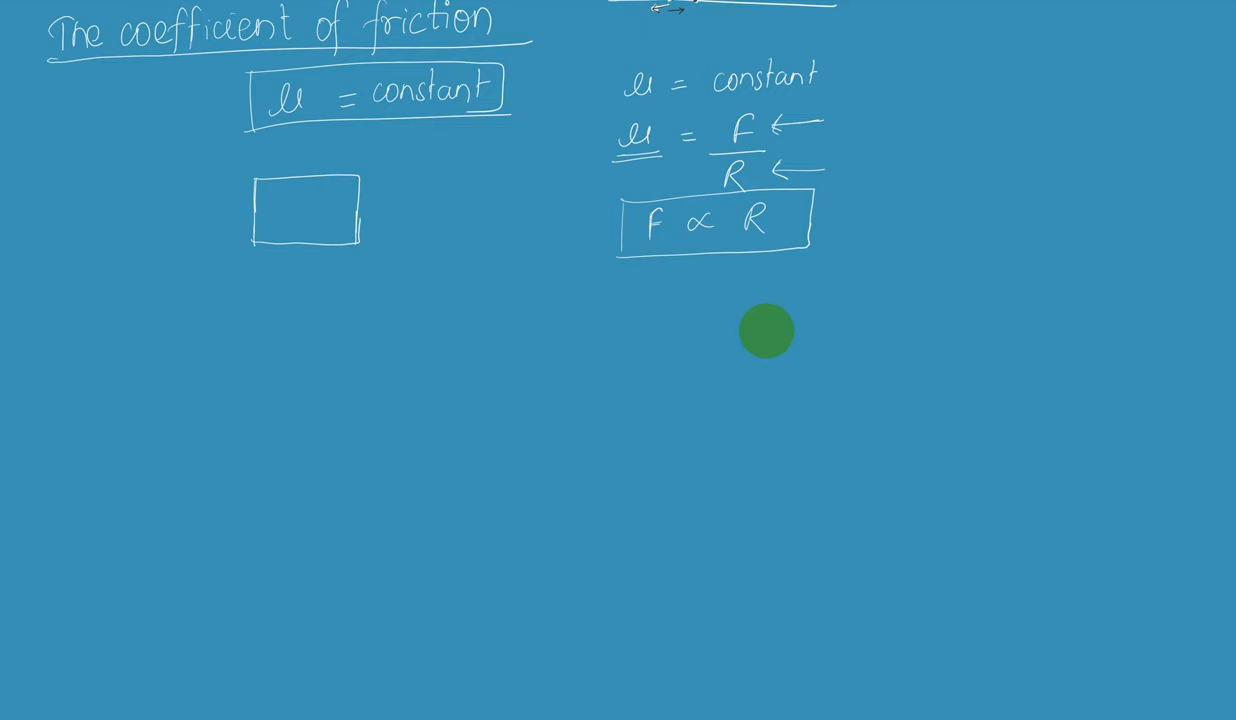 The coefficient of friction
μ = constant
μ = constant
μ = F
R
F ∝ R